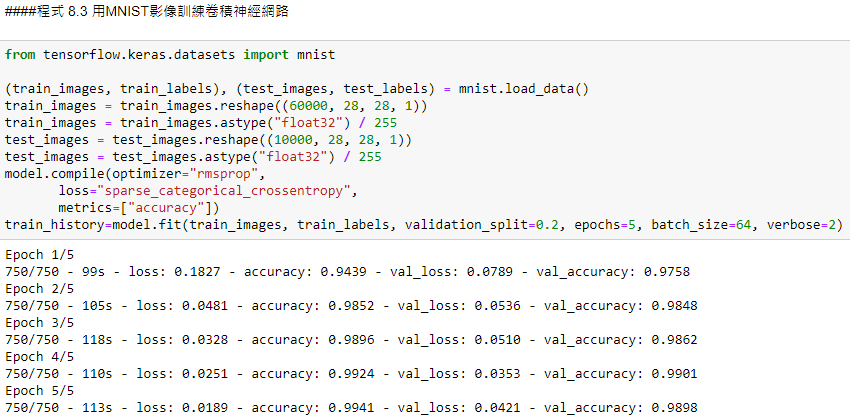 ####程式 8.3 用MNIST影像訓練卷積神經網路
from tensorflow.keras.datasets import mnist
(train_images, train_labels), (test_images, test_labels) = mnist.load_data()
train_images = train_images.reshape((60000, 28, 28, 1))
train_images = train_images.astype("float32") / 255
test_images = test_images.reshape((10000, 28, 28, 1))
test_images = test_images.astype("float32") / 255
model.compile(optimizer="rmsprop",
       loss="sparse_categorical_crossentropy",
       metrics=["accuracy"])
train_history=model.fit(train_images, train_labels, validation_split=0.2, epochs=5, batch_size=64, verbose=2)
Epoch 1/5
750/750 - 99s - loss: 0.1827 - accuracy: 0.9439 - val_loss: 0.0789 - val_accuracy: 0.9758
Epoch 2/5
750/750 - 105s - loss: 0.0481 - accuracy: 0.9852 - val_loss: 0.0536 - val_accuracy: 0.9848
Epoch 3/5
750/750 - 118s - loss: 0.0328 - accuracy: 0.9896 - val_loss: 0.0510 - val_accuracy: 0.9862
Epoch 4/5
750/750 - 110s - loss: 0.0251 - accuracy: 0.9924 - val_loss: 0.0353 - val_accuracy: 0.9901
Epoch 5/5
750/750 - 113s - loss: 0.0189 - accuracy: 0.9941 - val_loss: 0.0421 - val_accuracy: 0.9898